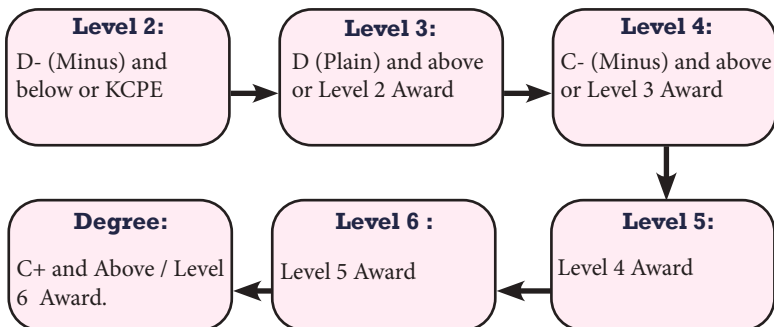 Level 2:
D- (Minus) and
below or KCPE
Level 3:
D (Plain) and above
or Level 2 Award
Level 4:
C- (Minus) and above
or Level 3 Award
Level 5:
Level 4 Award
Level 6 :
Level 5 Award
Degree:
C+ and Above / Level
6 Award.